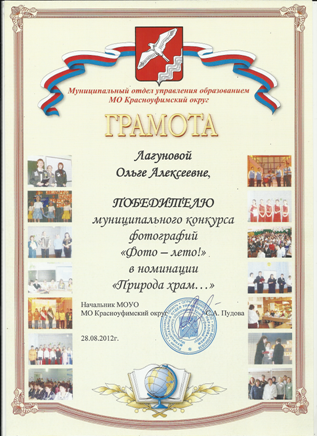 Муниципальный отдел управления образованием
МО Красноуфимский округ
ГРАМОТА
Лагуновой
Ольге Алексеевне,
ПОБЕДИТЕЛЮ
муниципального конкурса
фотографий
«Фото – лето!»
в номинации
«Природа храм…»
Начальник МОУО
МО Красноуфимский округ С.А. Пудова
28.08.2012г.